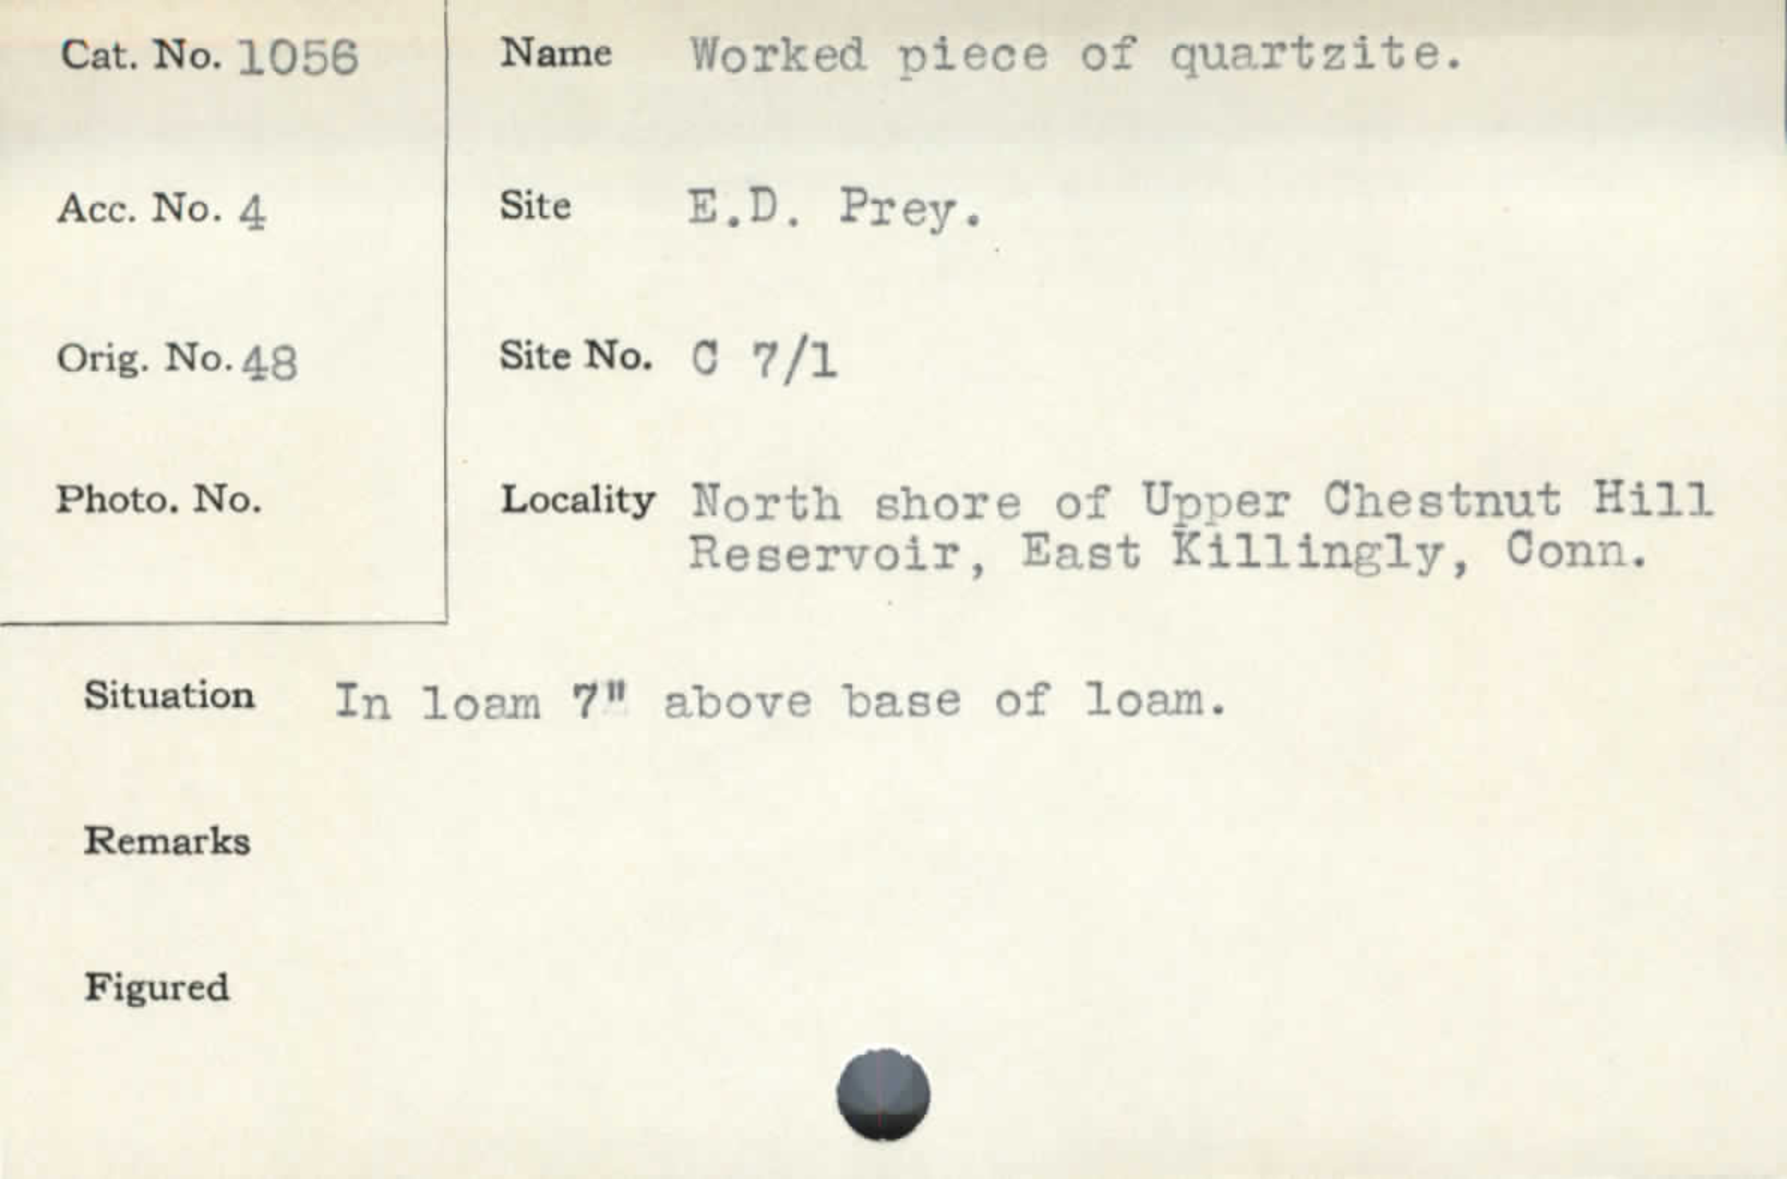 Cat. No. 1056
Name Worked piece of quartzite.
Acc. No. 4
Site E.D. Prey.
Orig. No. 48
Site No. C 7/1
Photo. No.
Locality North shore of Upper Chestnut Hill
Reservoir, East Killingly, Conn.
Situation In loam 7" above base of loam.
Remarks
Figured